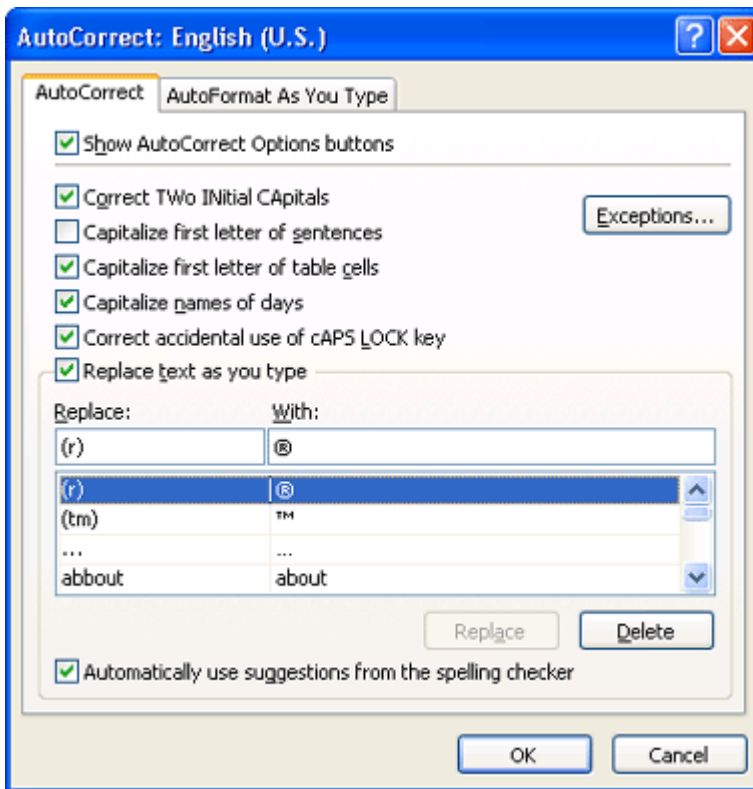 AutoCorrect: English (U.S.)
AutoCorrect AutoFormat As You Type
Show AutoCorrect Options buttons
Correct TWo INitial CApitals
Exceptions...
Capitalize first letter of sentences
Capitalize first letter of table cells
Capitalize names of days
Correct accidental use of cAPS LOCK key
Replace text as you type
Replace: With:
(r) ®
(r) ®
(tm) ™
... ...
abbout about
Replace Delete
Automatically use suggestions from the spelling checker
OK Cancel